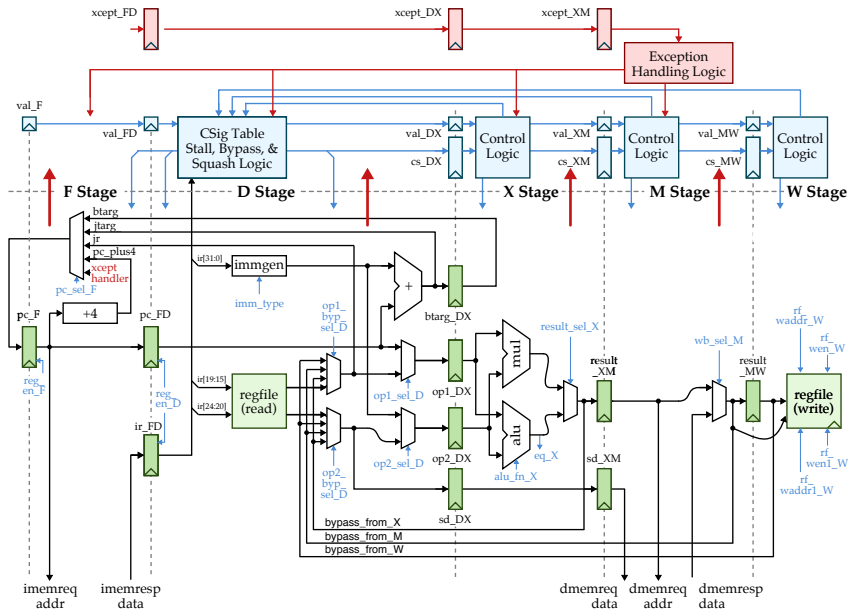 xcept_FD
xcept_DX
xcept_XM
Exception
Handling Logic
val_F
val_FD
CSig Table
Stall, Bypass, &
Squash Logic
val_DX
cs_DX
Control
Logic
val_XM
cs_XM
Control
Logic
val_MW
cs_MW
Control
Logic
F Stage
D Stage
X Stage
M Stage
W Stage
btarg
jtarg
jr
pc_plus4
xcept
handler
pc_sel_F
ir[31:0]
immgen
imm_type
+
btarg_DX
pc_F
+4
pc_FD
op1_
byp_
sel_D
result_sel_X
wb_sel_M
rf_
waddr_W
rf_
wen_W
reg_
en_F
reg_
en_D
ir_FD
ir[19:15]
ir[24:20]
regfile
(read)
op1_sel_D
op1_DX
mul
result
_XM
result
_MW
regfile
(write)
op2_
byp_
sel_D
op2_sel_D
op2_DX
alu
alu_fn_X
eq_X
sd_XM
sd_DX
rf_
waddr1_W
rf_
wen1_W
bypass_from_X
bypass_from_M
bypass_from_W
imemreq
addr
imemresp
data
dmemreq
data
dmemreq
addr
dmemresp
data